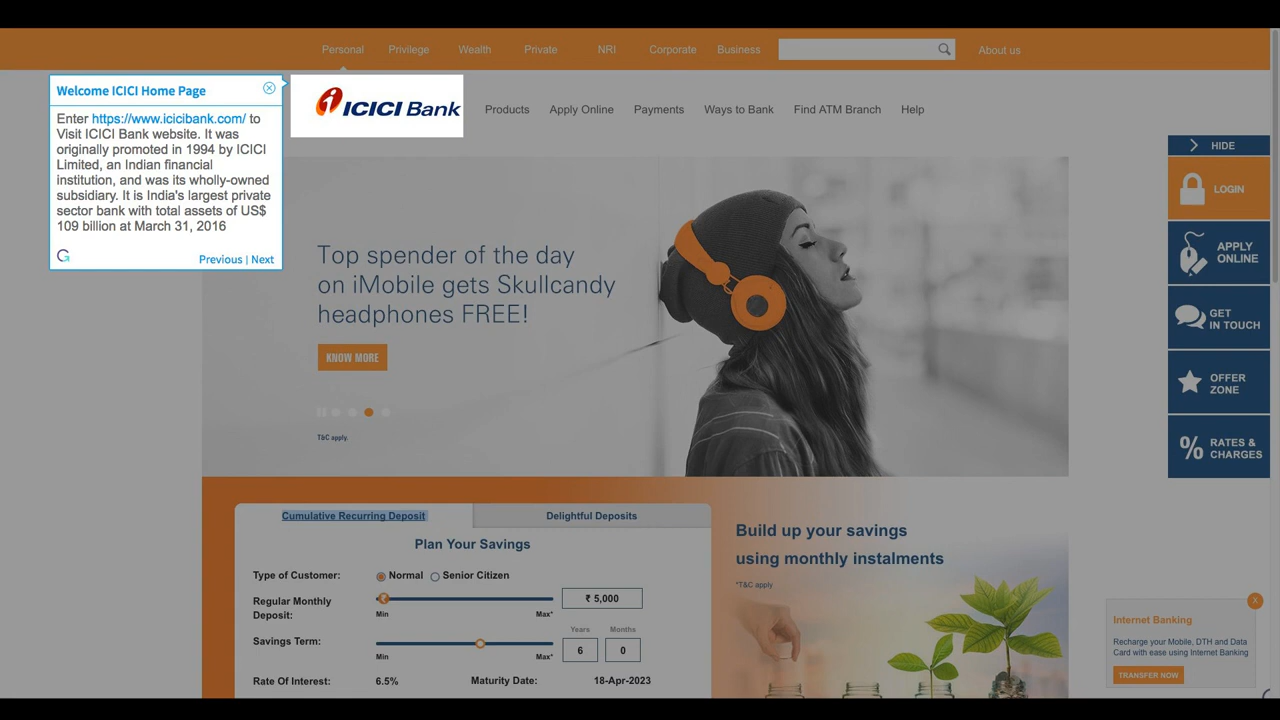 Personal Privilege Wealth Private NRI Corporate Business About us
Welcome ICICI Home Page
Enter https://www.icicibank.com/ to
Visit ICICI Bank website. It was
originally promoted in 1994 by ICICI
Limited, an Indian financial
institution, and was its wholly-owned
subsidiary. It is India's largest private
sector bank with total assets of US$
109 billion at March 31, 2016
Previous | Next
ICICI Bank
Products Apply Online Payments Ways to Bank Find ATM Branch Help
HIDE
LOGIN
APPLY
ONLINE
GET
IN TOUCH
OFFER
ZONE
RATES &
CHARGES
Top spender of the day
on iMobile gets Skullcandy
headphones FREE!
KNOW MORE
T&C apply.
Cumulative Recurring Deposit Delightful Deposits
Plan Your Savings
Type of Customer: Normal Senior Citizen
Regular Monthly
Deposit:
₹ 5,000
Min Max*
Savings Term:
Years Months
6 0
Min Max*
Rate Of Interest: 6.5% Maturity Date: 18-Apr-2023
Build up your savings
using monthly instalments
*T&C apply
X
Internet Banking
Recharge your Mobile, DTH and Data
Card with ease using Internet Banking
TRANSFER NOW